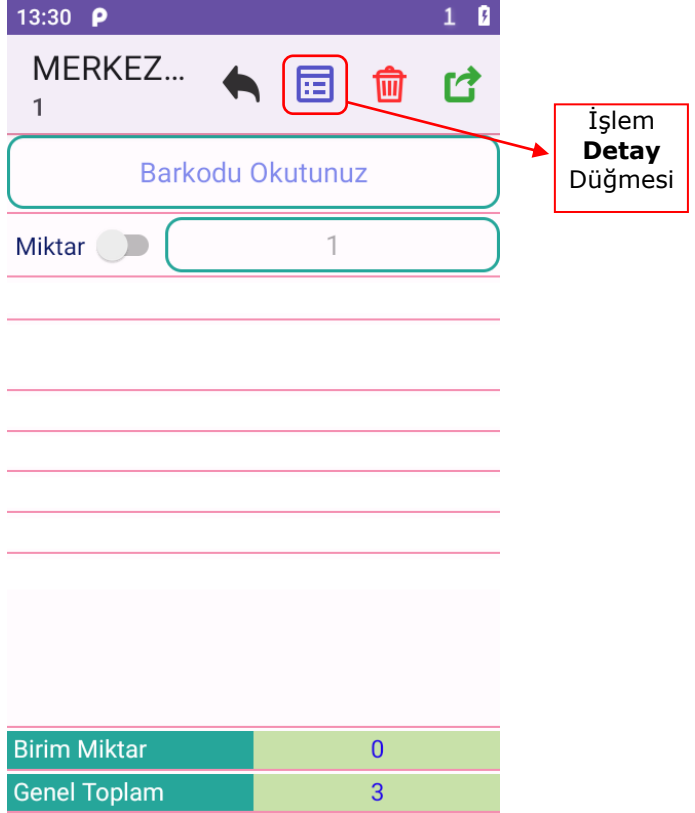 13:30 P 1
MERKEZ...
1
İşlem
Detay
Düğmesi
Barkodu Okutunuz
Miktar 1
Birim Miktar 0
Genel Toplam 3